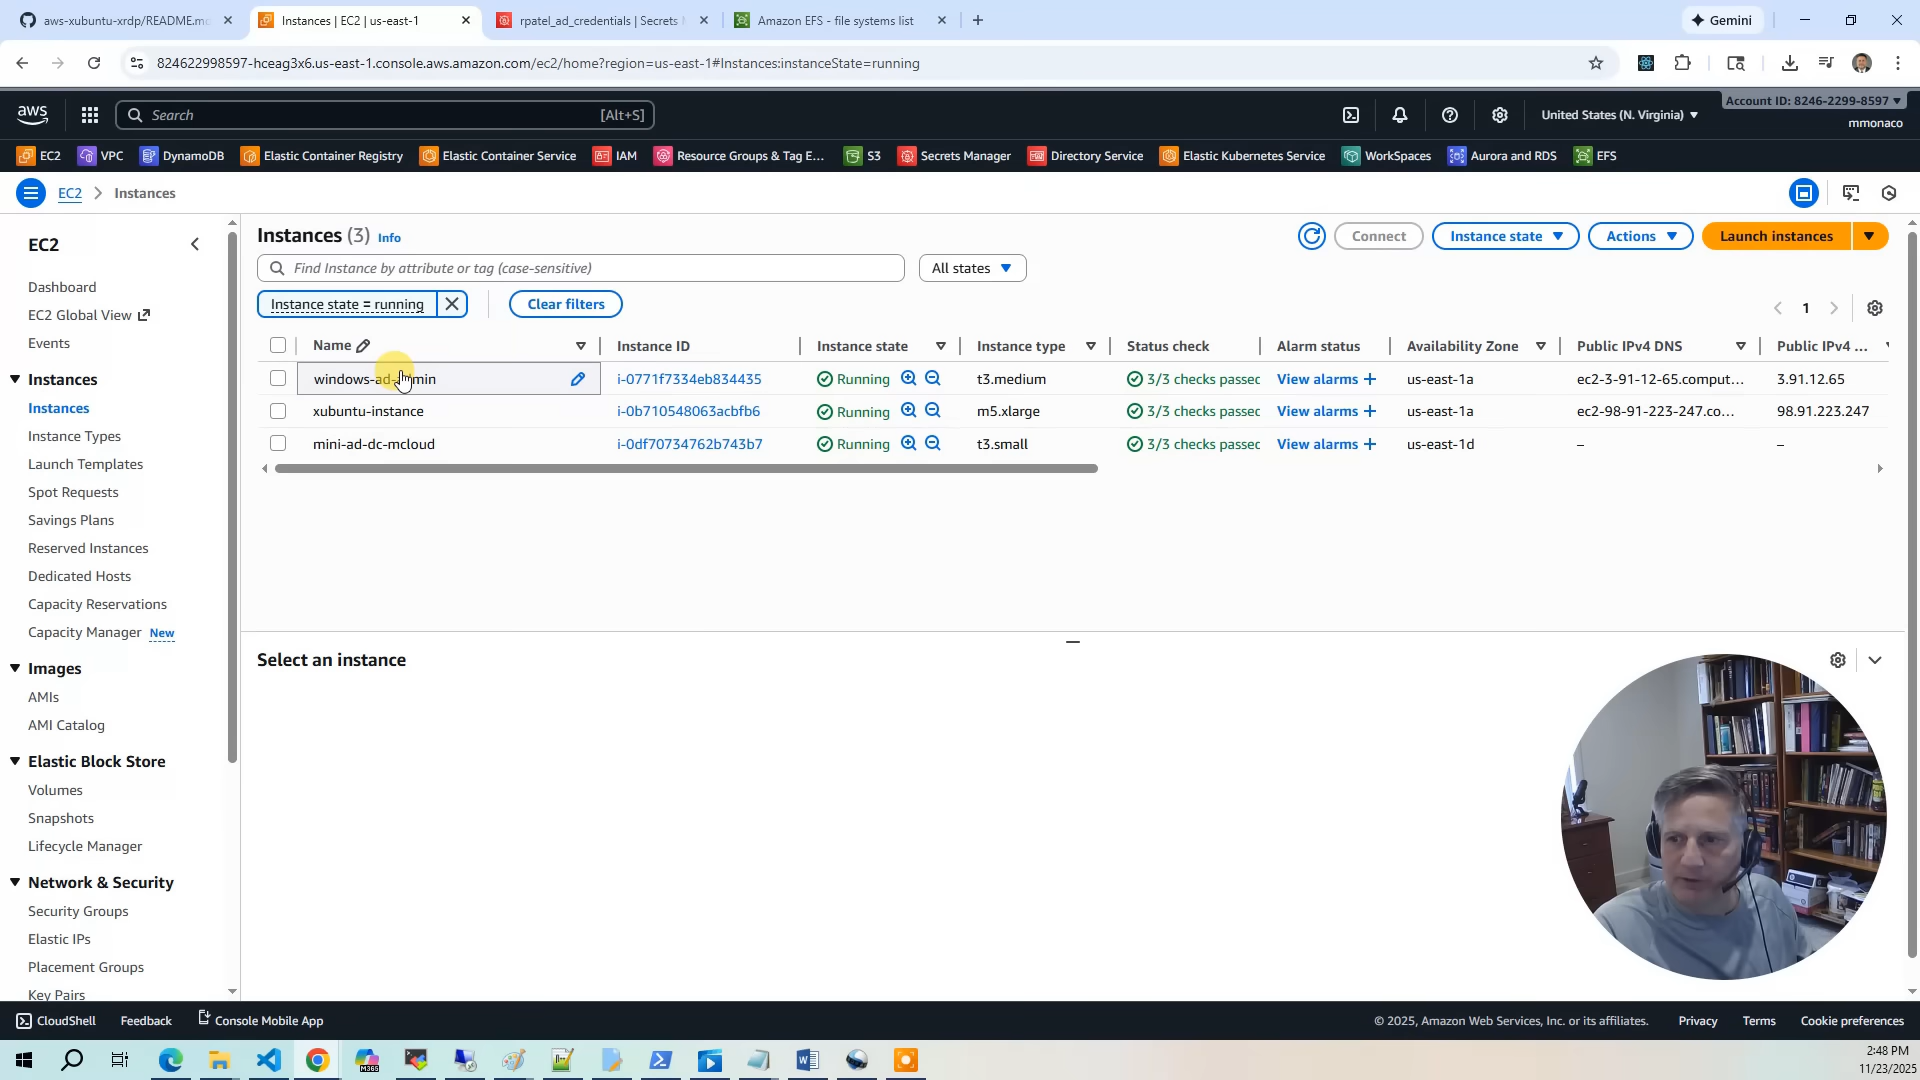 aws-xubuntu-xrdp/README.md
Instances | EC2 | us-east-1
rpatel_ad_credentials | Secrets
Amazon EFS - file systems list
Gemini
824622998597-hceag3x6.us-east-1.console.aws.amazon.com/ec2/home?region=us-east-1#Instances:instanceState=running
aws
Search
[Alt+S]
United States (N. Virginia)
Account ID: 8246-2299-8597
mmonaco
EC2
VPC
DynamoDB
Elastic Container Registry
Elastic Container Service
IAM
Resource Groups & Tag E...
S3
Secrets Manager
Directory Service
Elastic Kubernetes Service
WorkSpaces
Aurora and RDS
EFS
EC2
Instances
EC2
Dashboard
EC2 Global View
Events
Instances
Instances
Instance Types
Launch Templates
Spot Requests
Savings Plans
Reserved Instances
Dedicated Hosts
Capacity Reservations
Capacity Manager New
Images
AMIs
AMI Catalog
Elastic Block Store
Volumes
Snapshots
Lifecycle Manager
Network & Security
Security Groups
Elastic IPs
Placement Groups
Key Pairs
Instances (3) Info
Connect
Instance state
Actions
Launch instances
Find Instance by attribute or tag (case-sensitive)
All states
Instance state = running
Clear filters
1
Name Instance ID Instance state Instance type Status check Alarm status Availability Zone Public IPv4 DNS Public IPv4 ...
windows-ad-admin i-0771f7334eb834435 Running t3.medium 3/3 checks passec View alarms + us-east-1a ec2-3-91-12-65.comput... 3.91.12.65
xubuntu-instance i-0b710548063acbfb6 Running m5.xlarge 3/3 checks passec View alarms + us-east-1a ec2-98-91-223-247.co... 98.91.223.247
mini-ad-dc-mcloud i-0df70734762b743b7 Running t3.small 3/3 checks passec View alarms + us-east-1d – –
Select an instance
CloudShell
Feedback
Console Mobile App
© 2025, Amazon Web Services, Inc. or its affiliates.
Privacy
Terms
Cookie preferences
M365
2:48 PM
11/23/2025